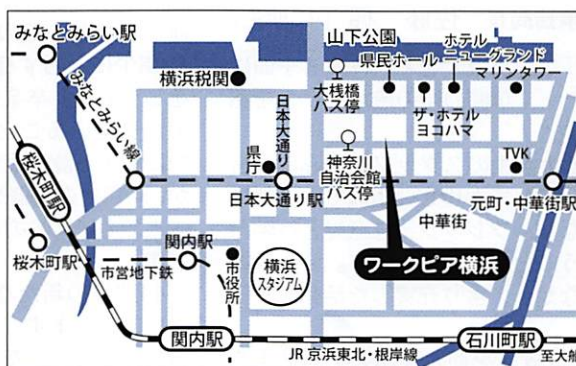 みなとみらい駅
山下公園
ホテル
ニューグランド
県民ホール
マリンタワー
横浜税関
大桟橋
バス停
ザ・ホテル
ヨコハマ
みなとみらい線
日本大通り
県庁
神奈川
自治会館
バス停
TVK
桜木町駅
日本大通り駅
元町・中華街駅
中華街
桜木町駅
関内駅
市営地下鉄
市役所
横浜
スタジアム
ワークピア横浜
関内駅
石川町駅
JR 京浜東北・根岸線
至大船